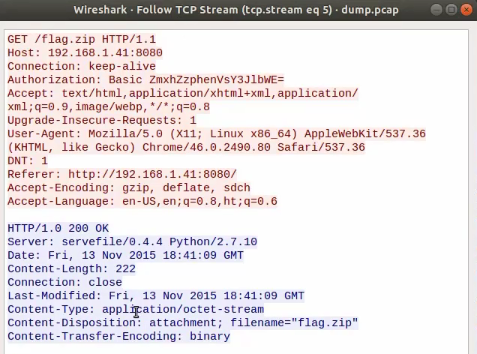 Wireshark · Follow TCP Stream (tcp.stream eq 5) · dump.pcap
GET /flag.zip HTTP/1.1
Host: 192.168.1.41:8080
Connection: keep-alive
Authorization: Basic ZmxhZzphenVsY3JlbWE=
Accept: text/html,application/xhtml+xml,application/
xml;q=0.9,image/webp,*/*;q=0.8
Upgrade-Insecure-Requests: 1
User-Agent: Mozilla/5.0 (X11; Linux x86_64) AppleWebKit/537.36
(KHTML, like Gecko) Chrome/46.0.2490.80 Safari/537.36
DNT: 1
Referer: http://192.168.1.41:8080/
Accept-Encoding: gzip, deflate, sdch
Accept-Language: en-US,en;q=0.8,ht;q=0.6
HTTP/1.0 200 OK
Server: servefile/0.4.4 Python/2.7.10
Date: Fri, 13 Nov 2015 18:41:09 GMT
Content-Length: 222
Connection: close
Last-Modified: Fri, 13 Nov 2015 18:41:09 GMT
Content-Type: application/octet-stream
Content-Disposition: attachment; filename="flag.zip"
Content-Transfer-Encoding: binary